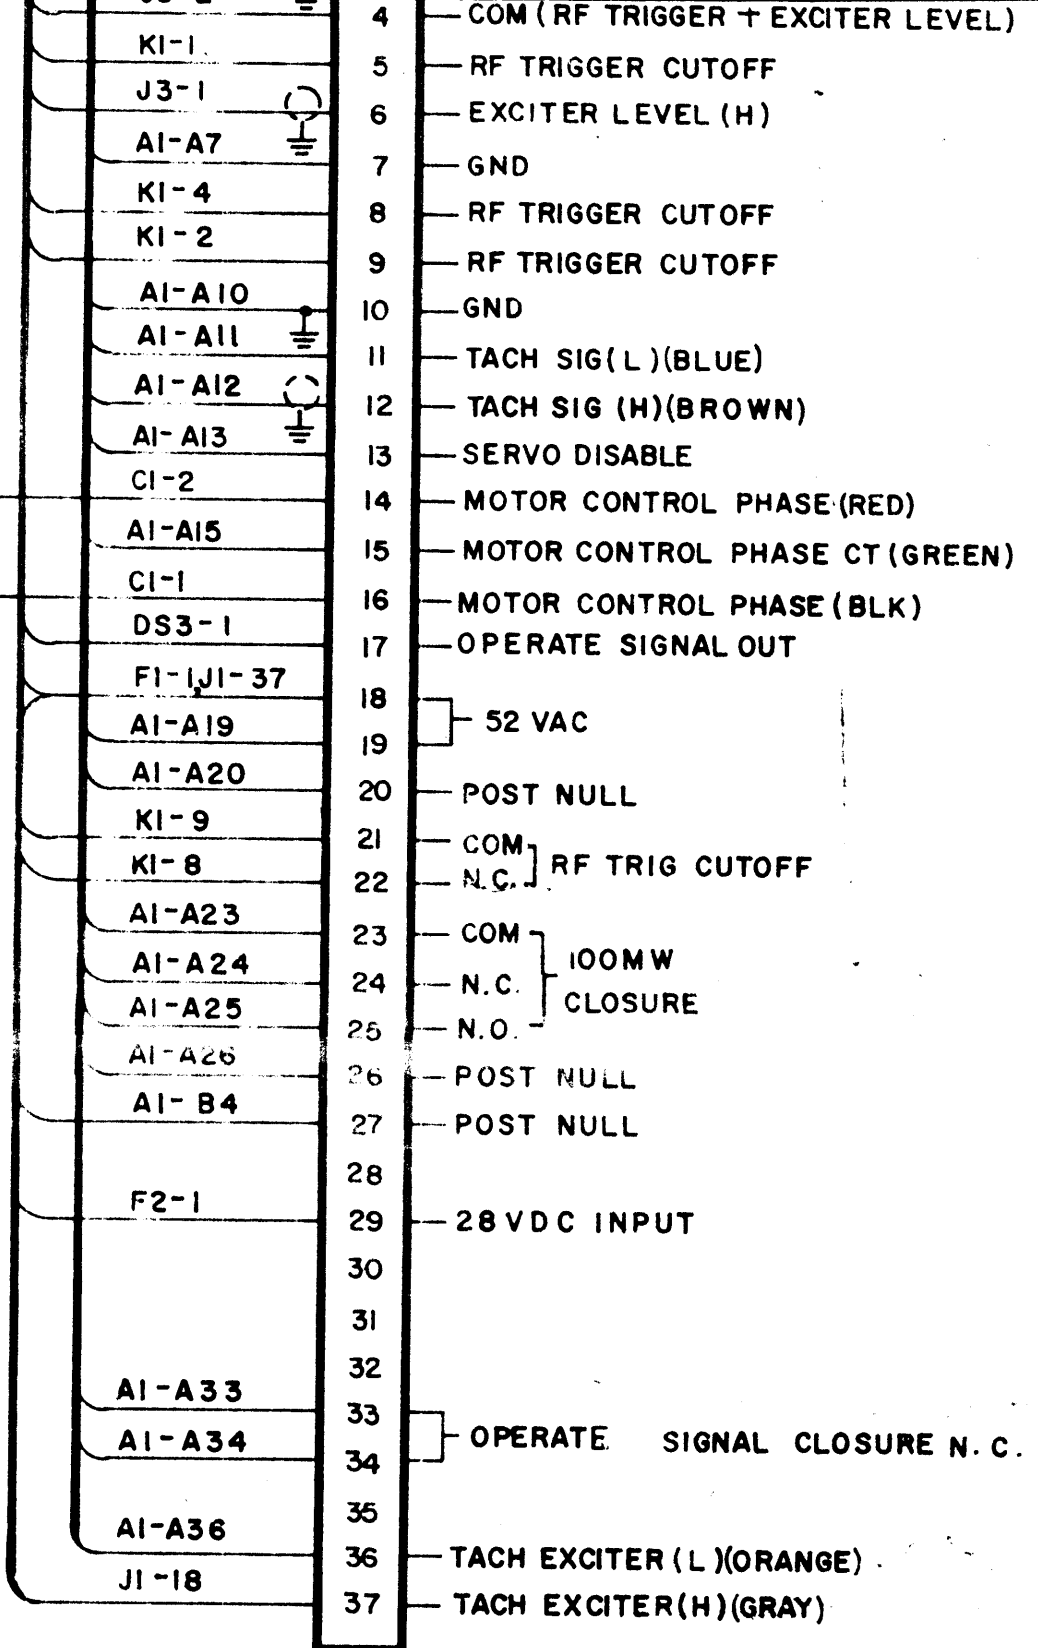 4 COM (RF TRIGGER + EXCITER LEVEL)
K1-1 5 RF TRIGGER CUTOFF
J3-1 6 EXCITER LEVEL (H)
A1-A7 7 GND
K1-4 8 RF TRIGGER CUTOFF
K1-2 9 RF TRIGGER CUTOFF
A1-A10 10 GND
A1-A11 11 TACH SIG(L)(BLUE)
A1-A12 12 TACH SIG (H)(BROWN)
A1-A13 13 SERVO DISABLE
C1-2 14 MOTOR CONTROL PHASE (RED)
A1-A15 15 MOTOR CONTROL PHASE CT (GREEN)
C1-1 16 MOTOR CONTROL PHASE (BLK)
DS3-1 17 OPERATE SIGNAL OUT
F1-1,J1-37 18
52 VAC
A1-A19 19
A1-A20 20 POST NULL
K1-9 21 COM
RF TRIG CUTOFF
K1-8 22 N.C.
A1-A23 23 COM
100MW
A1-A24 24 N.C.
CLOSURE
A1-A25 25 N.O.
A1-A26 26 POST NULL
A1-B4 27 POST NULL
28
F2-1 29 28VDC INPUT
30
31
32
A1-A33 33
OPERATE SIGNAL CLOSURE N.C.
A1-A34 34
35
A1-A36 36 TACH EXCITER (L)(ORANGE)
J1-18 37 TACH EXCITER(H)(GRAY)